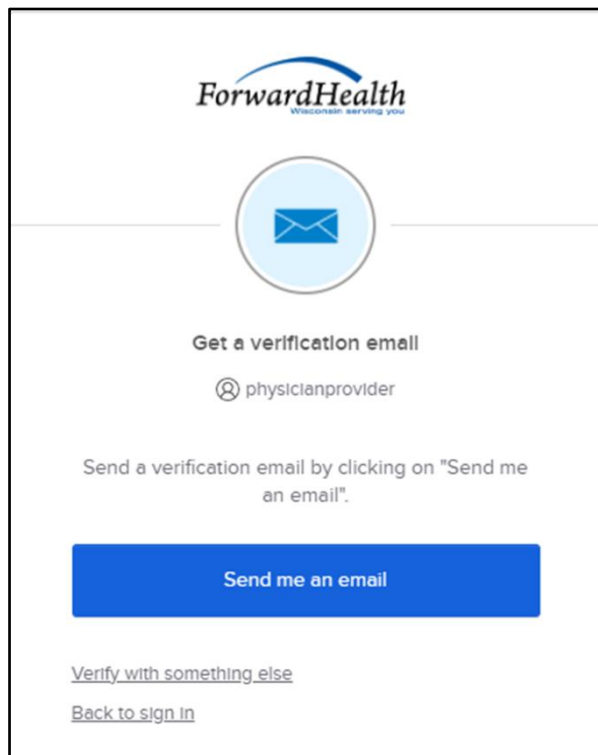 ForwardHealth
Wisconsin serving you
Get a verification email
physicianprovider
Send a verification email by clicking on "Send me
an email".
Send me an email
Verify with something else
Back to sign in